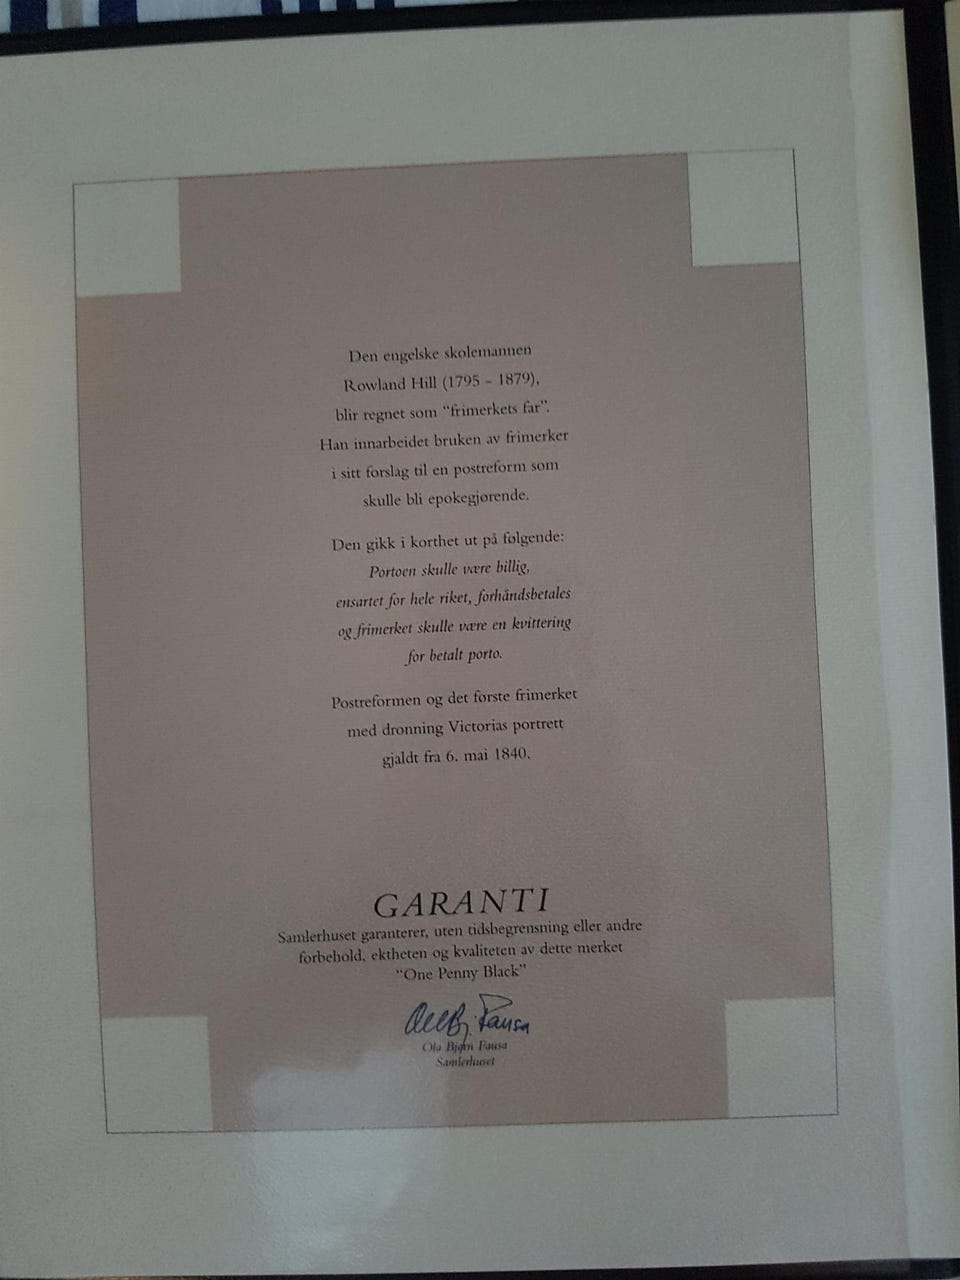 Den engelske skolemannen
Rowland Hill (1795 - 1879),
blir regnet som “frimerkets far”.
Han innarbeidet bruken av frimerker
i sitt forslag til en postreform som
skulle bli epokegjørende.
Den gikk i korthet ut på følgende:
Portoen skulle være billig,
ensartet for hele riket, forhåndsbetales
og frimerket skulle være en kvittering
for betalt porto.
Postreformen og det første frimerket
med dronning Victorias portrett
gjaldt fra 6. mai 1840.
GARANTI
Samlerhuset garanterer, uten tidsbegrensning eller andre
forbehold, ektheten og kvaliteten av dette merket
“One Penny Black”
Ola Bj. Fausa
Ola Bjørn Fausa
Samlerhuset